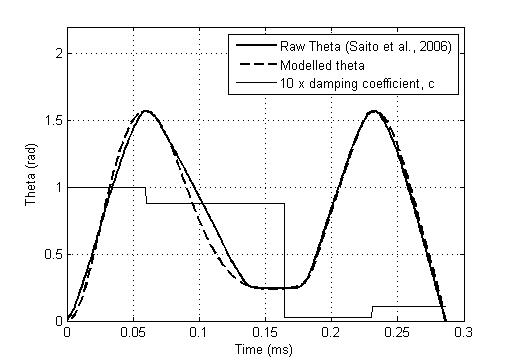 Raw Theta (Saito et al., 2006)
Modelled theta
10 x damping coefficient, c
Theta (rad)
2
1.5
1
0.5
0
0 0.05 0.1 0.15 0.2 0.25 0.3
Time (ms)